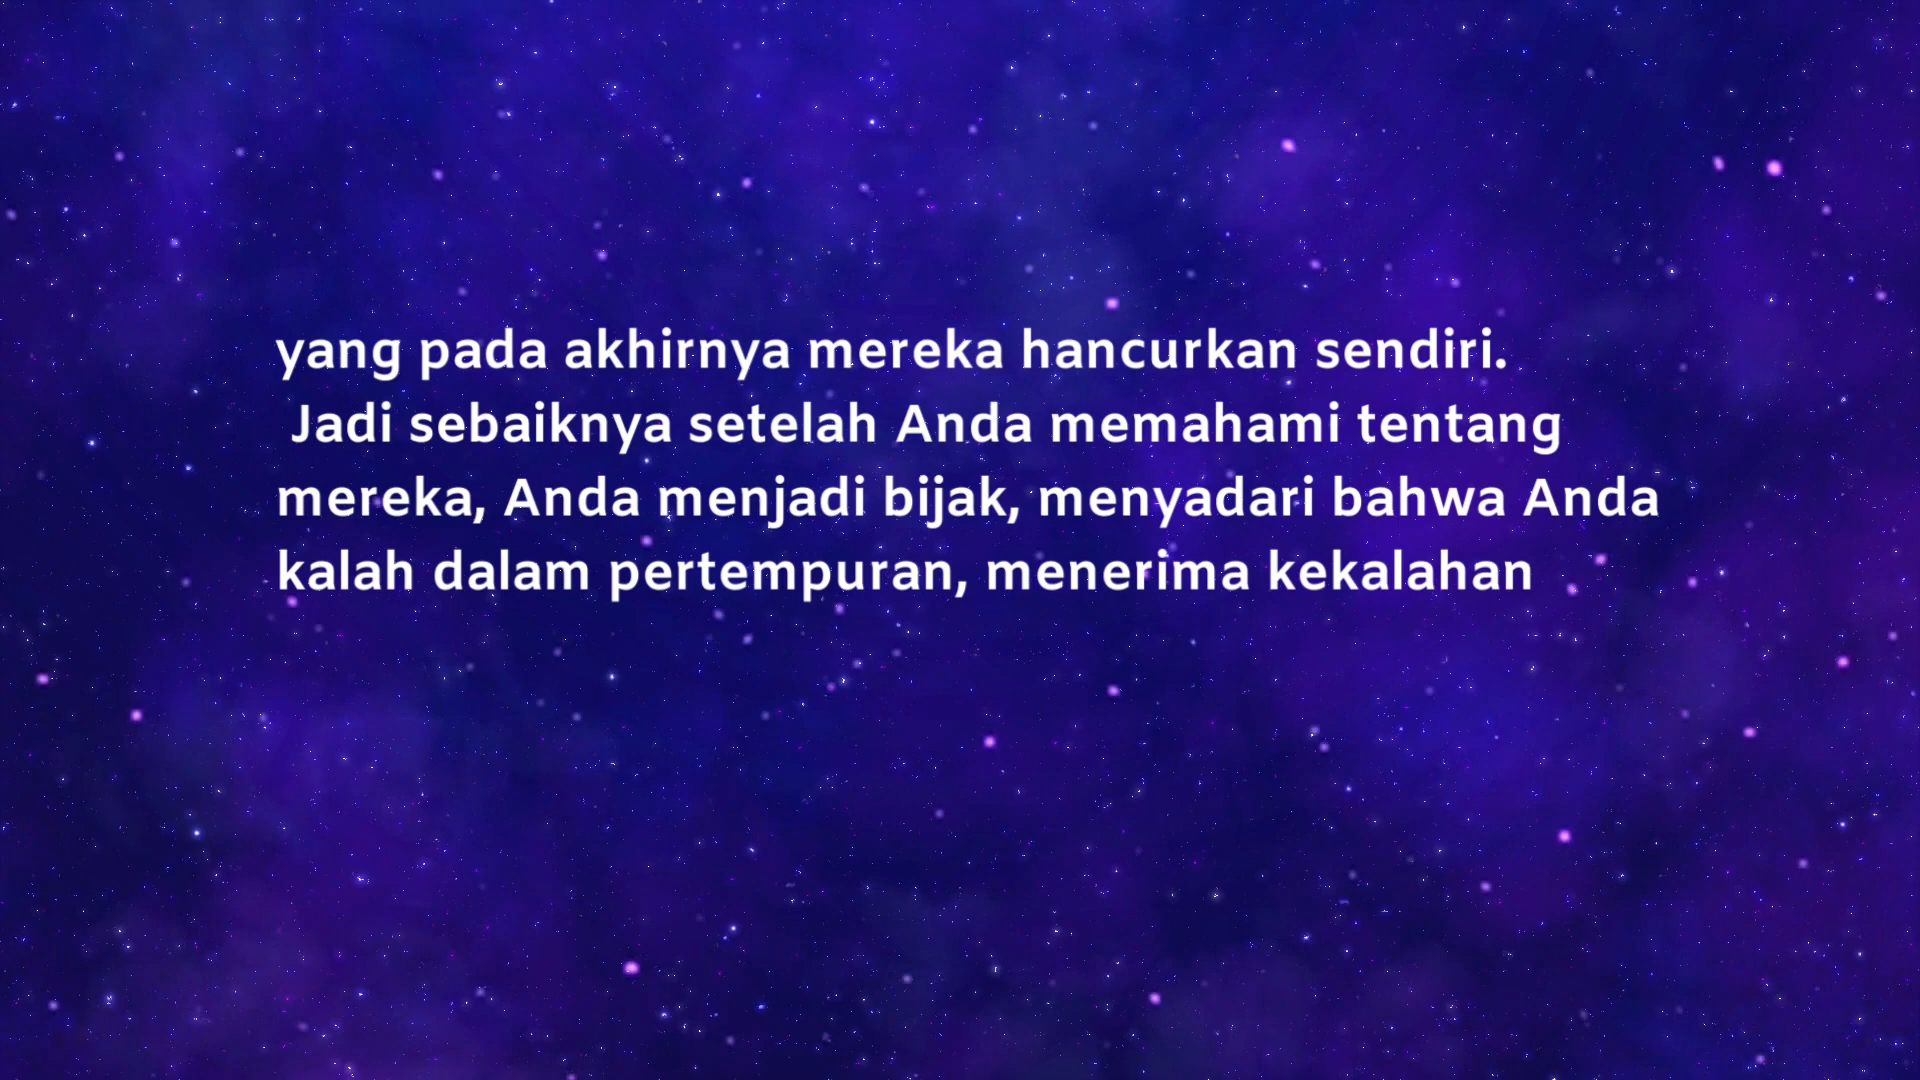 yang pada akhirnya mereka hancurkan sendiri.
Jadi sebaiknya setelah Anda memahami tentang
mereka, Anda menjadi bijak, menyadari bahwa Anda
kalah dalam pertempuran, menerima kekalahan